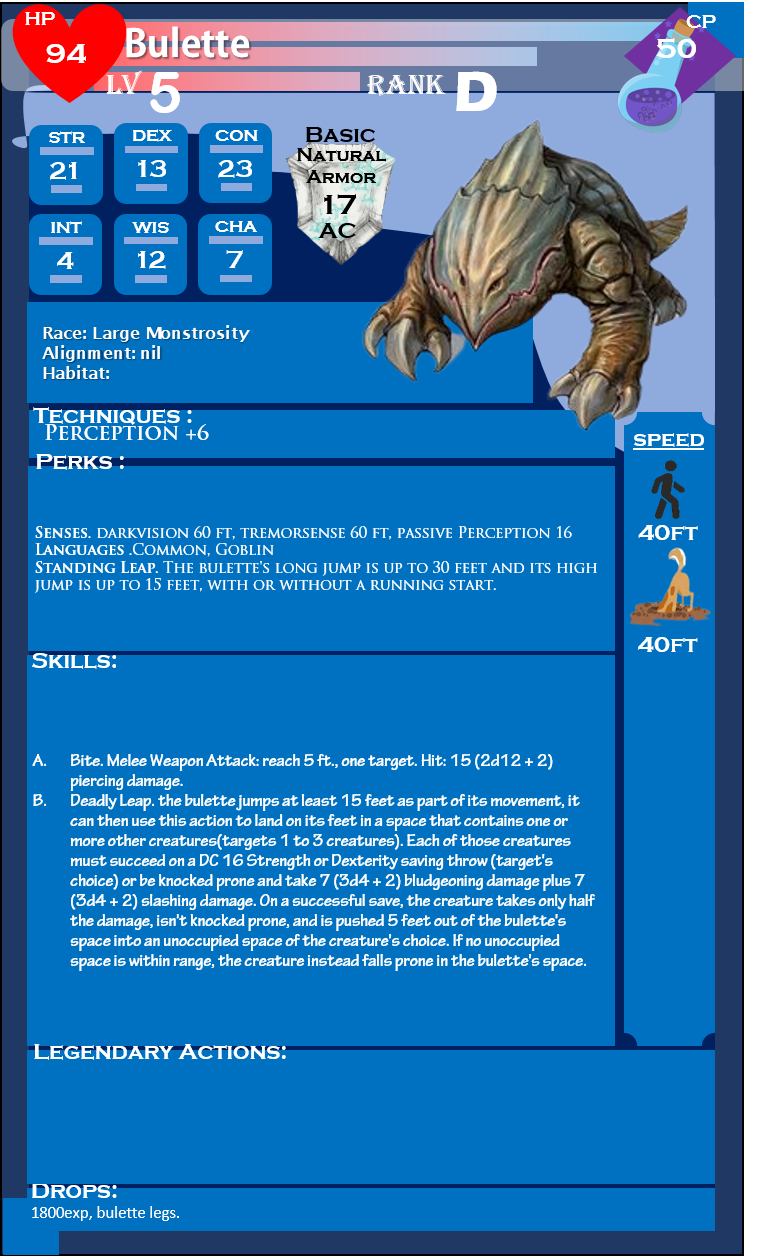 HP
94
Bulette
CP
50
LV 5
RANK D
STR
21
DEX
13
CON
23
INT
4
WIS
12
CHA
7
Basic
Natural
Armor
17
AC
Race: Large Monstrosity
Alignment: nil
Habitat:
Techniques :
Perception +6
Perks :
Senses. darkvision 60 ft, tremorsense 60 ft, passive Perception 16
Languages .Common, Goblin
Standing Leap. The bulette's long jump is up to 30 feet and its high
jump is up to 15 feet, with or without a running start.
SPEED
40FT
40FT
Skills:
A. Bite. Melee Weapon Attack: reach 5 ft., one target. Hit: 15 (2d12 + 2)
piercing damage.
B. Deadly Leap. the bulette jumps at least 15 feet as part of its movement, it
can then use this action to land on its feet in a space that contains one or
more other creatures(targets 1 to 3 creatures). Each of those creatures
must succeed on a DC 16 Strength or Dexterity saving throw (target's
choice) or be knocked prone and take 7 (3d4 + 2) bludgeoning damage plus 7
(3d4 + 2) slashing damage. On a successful save, the creature takes only half
the damage, isn't knocked prone, and is pushed 5 feet out of the bulette's
space into an unoccupied space of the creature's choice. If no unoccupied
space is within range, the creature instead falls prone in the bulette's space.
Legendary Actions:
Drops:
1800exp, bulette legs.